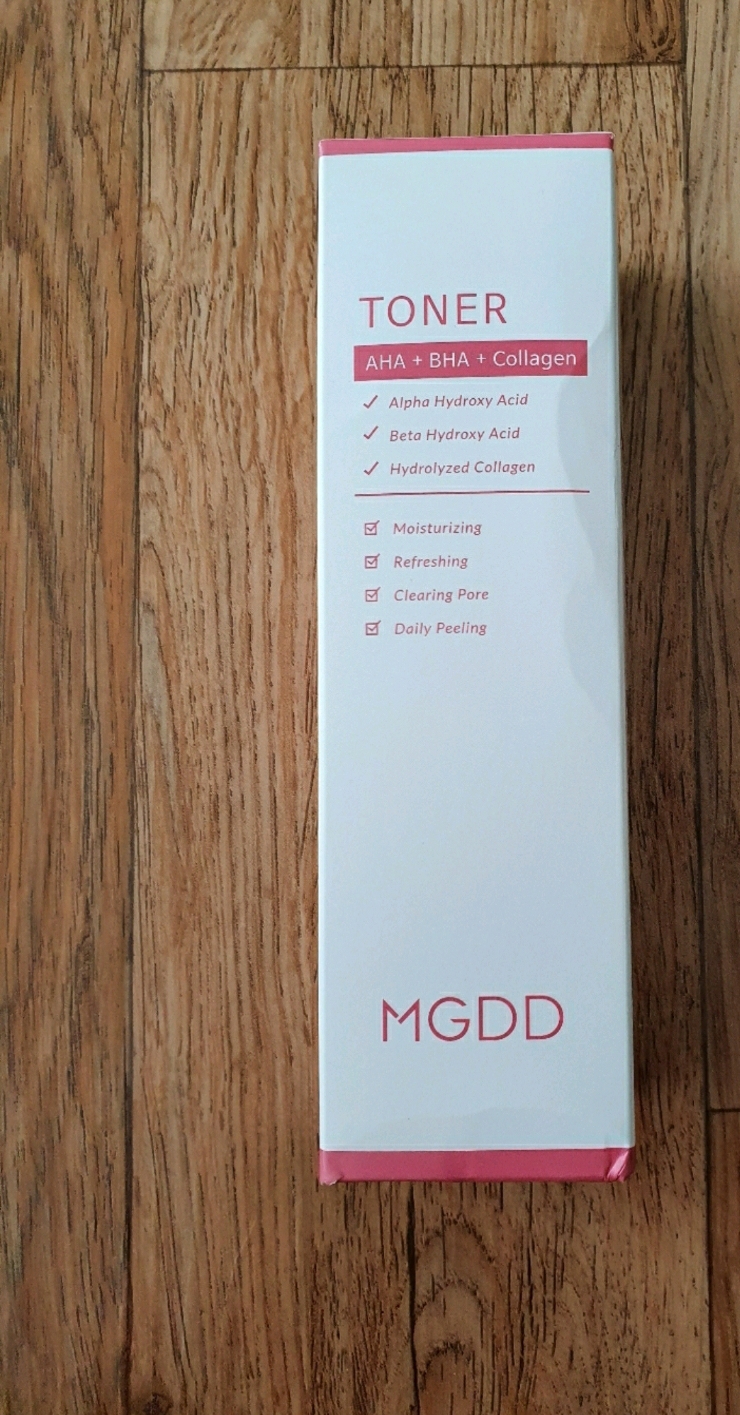 TONER
AHA + BHA + Collagen
Alpha Hydroxy Acid
Beta Hydroxy Acid
Hydrolyzed Collagen
Moisturizing
Refreshing
Clearing Pore
Daily Peeling
MGDD